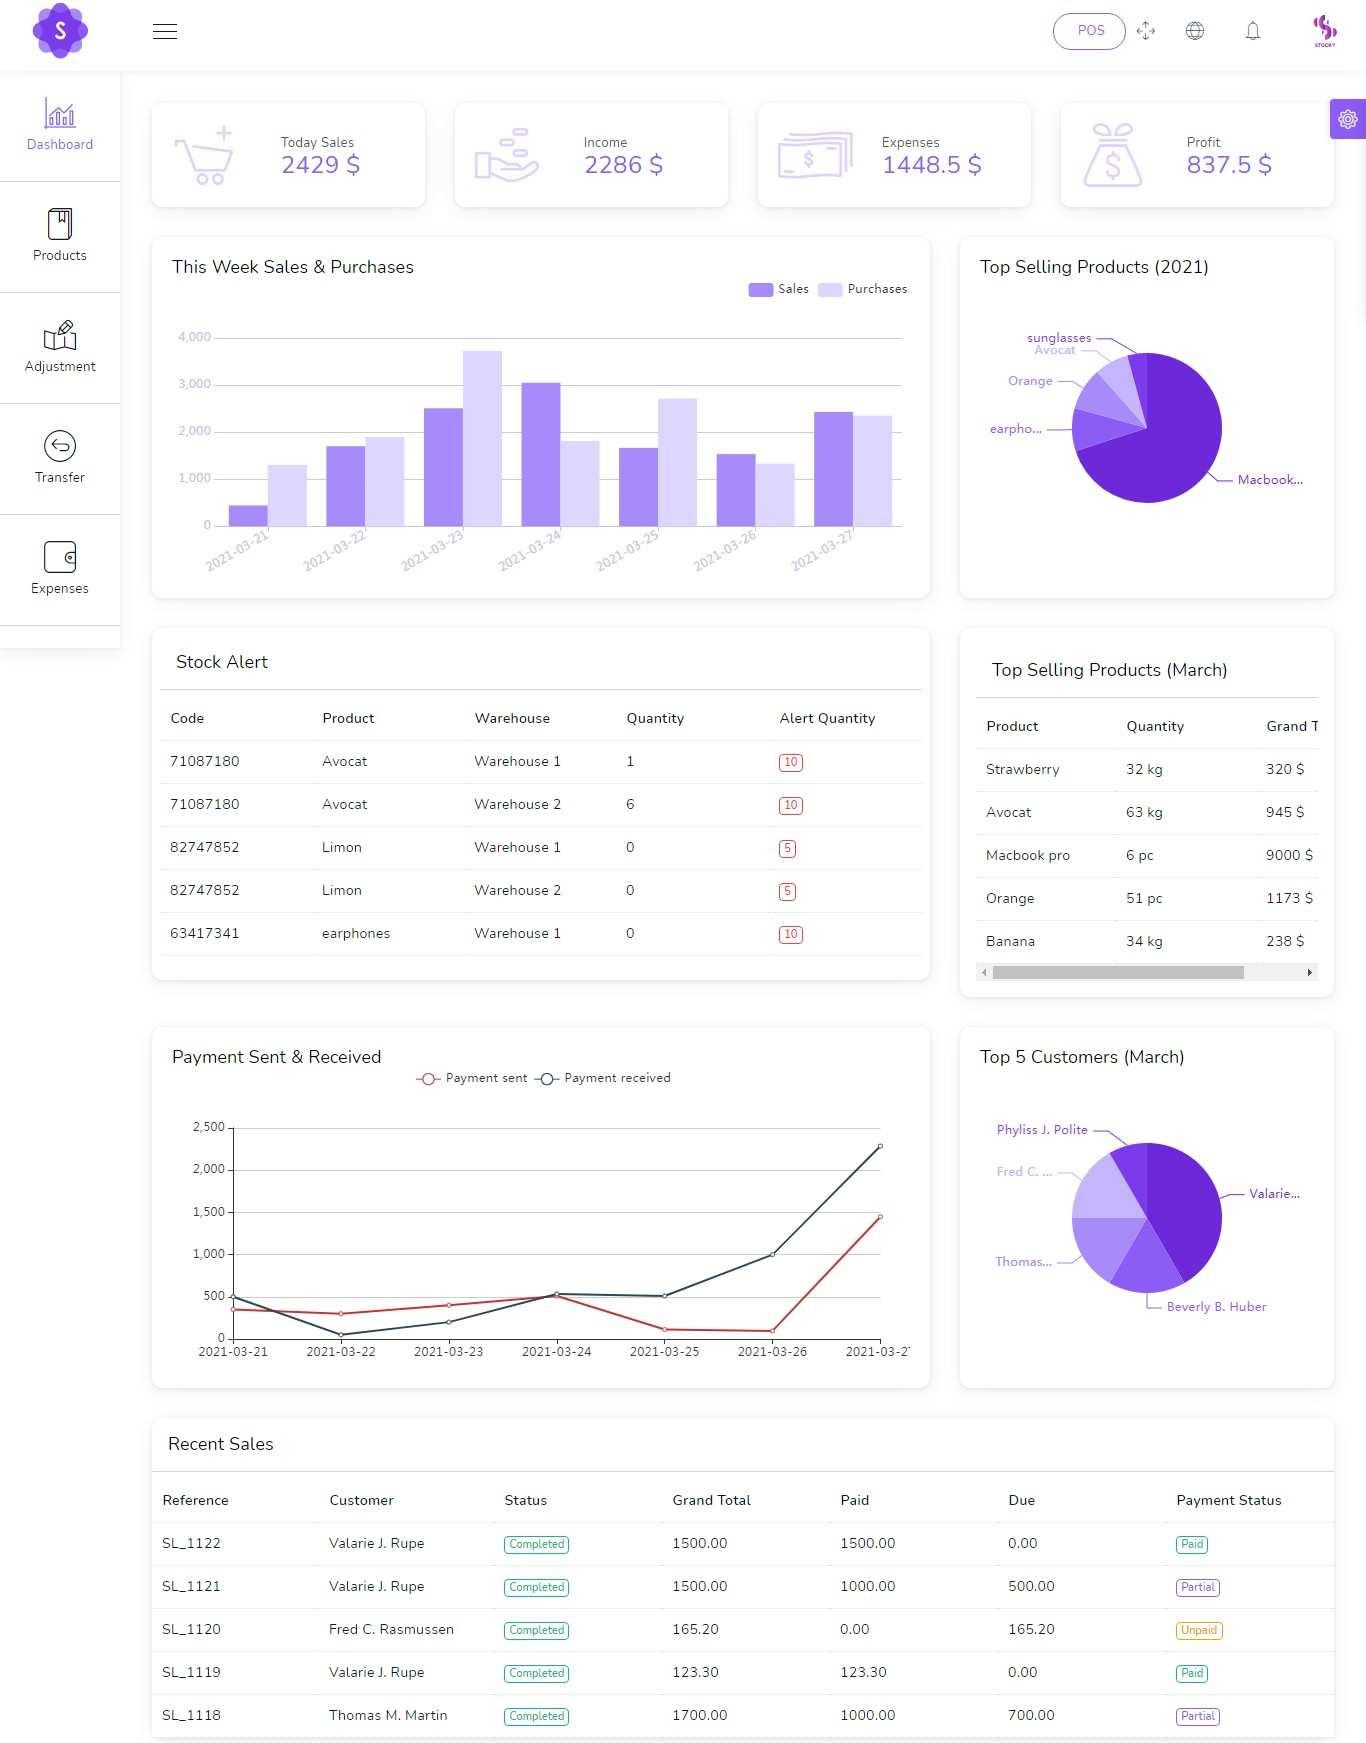 S
POS
STOCKY
Dashboard
Products
Adjustment
Transfer
Expenses
Today Sales
2429 $
Income
2286 $
Expenses
1448.5 $
Profit
837.5 $
This Week Sales & Purchases
Sales Purchases
4,000
3,000
2,000
1,000
0
2021-03-21 2021-03-22 2021-03-23 2021-03-24 2021-03-25 2021-03-26 2021-03-27
Top Selling Products (2021)
sunglasses
Avocat
Orange
earpho...
Macbook...
Stock Alert
Code Product Warehouse Quantity Alert Quantity
71087180 Avocat Warehouse 1 1 10
71087180 Avocat Warehouse 2 6 10
82747852 Limon Warehouse 1 0 5
82747852 Limon Warehouse 2 0 5
63417341 earphones Warehouse 1 0 10
Top Selling Products (March)
Product Quantity Grand T
Strawberry 32 kg 320 $
Avocat 63 kg 945 $
Macbook pro 6 pc 9000 $
Orange 51 pc 1173 $
Banana 34 kg 238 $
Payment Sent & Received
Payment sent Payment received
2,500
2,000
1,500
1,000
500
0
2021-03-21 2021-03-22 2021-03-23 2021-03-24 2021-03-25 2021-03-26 2021-03-27
Top 5 Customers (March)
Phyliss J. Polite
Fred C. ...
Valarie...
Thomas...
Beverly B. Huber
Recent Sales
Reference Customer Status Grand Total Paid Due Payment Status
SL_1122 Valarie J. Rupe Completed 1500.00 1500.00 0.00 Paid
SL_1121 Valarie J. Rupe Completed 1500.00 1000.00 500.00 Partial
SL_1120 Fred C. Rasmussen Completed 165.20 0.00 165.20 Unpaid
SL_1119 Valarie J. Rupe Completed 123.30 123.30 0.00 Paid
SL_1118 Thomas M. Martin Completed 1700.00 1000.00 700.00 Partial